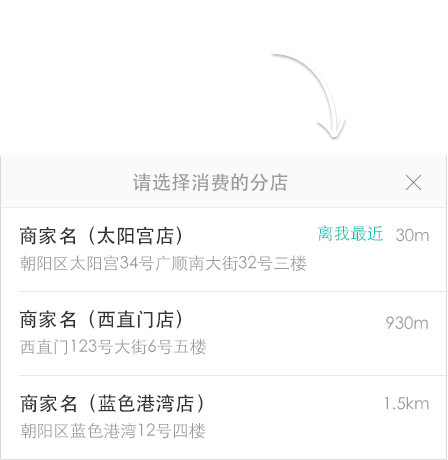 请选择消费的分店
商家名（太阳宫店） 离我最近 30m
朝阳区太阳宫34号广顺南大街32号三楼
商家名（西直门店） 930m
西直门123号大街6号五楼
商家名（蓝色港湾店） 1.5km
朝阳区蓝色港湾12号四楼